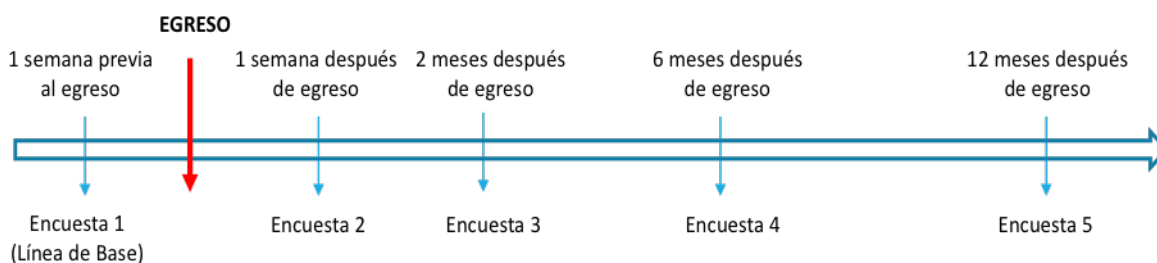 EGRESO
1 semana previa
al egreso
1 semana después
de egreso
2 meses después
de egreso
6 meses después
de egreso
12 meses después
de egreso
Encuesta 1
(Línea de Base)
Encuesta 2
Encuesta 3
Encuesta 4
Encuesta 5